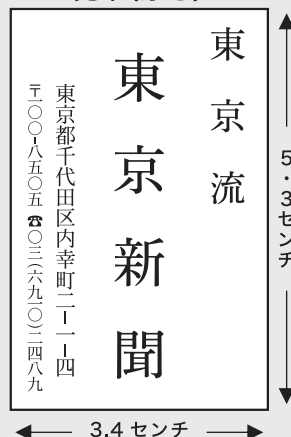 東京流
東京新聞
東京都千代田区内幸町二ー一ー四
〒一〇〇-八五〇五 ☎〇三(六九一〇)二四八九
5・3センチ
3.4センチ